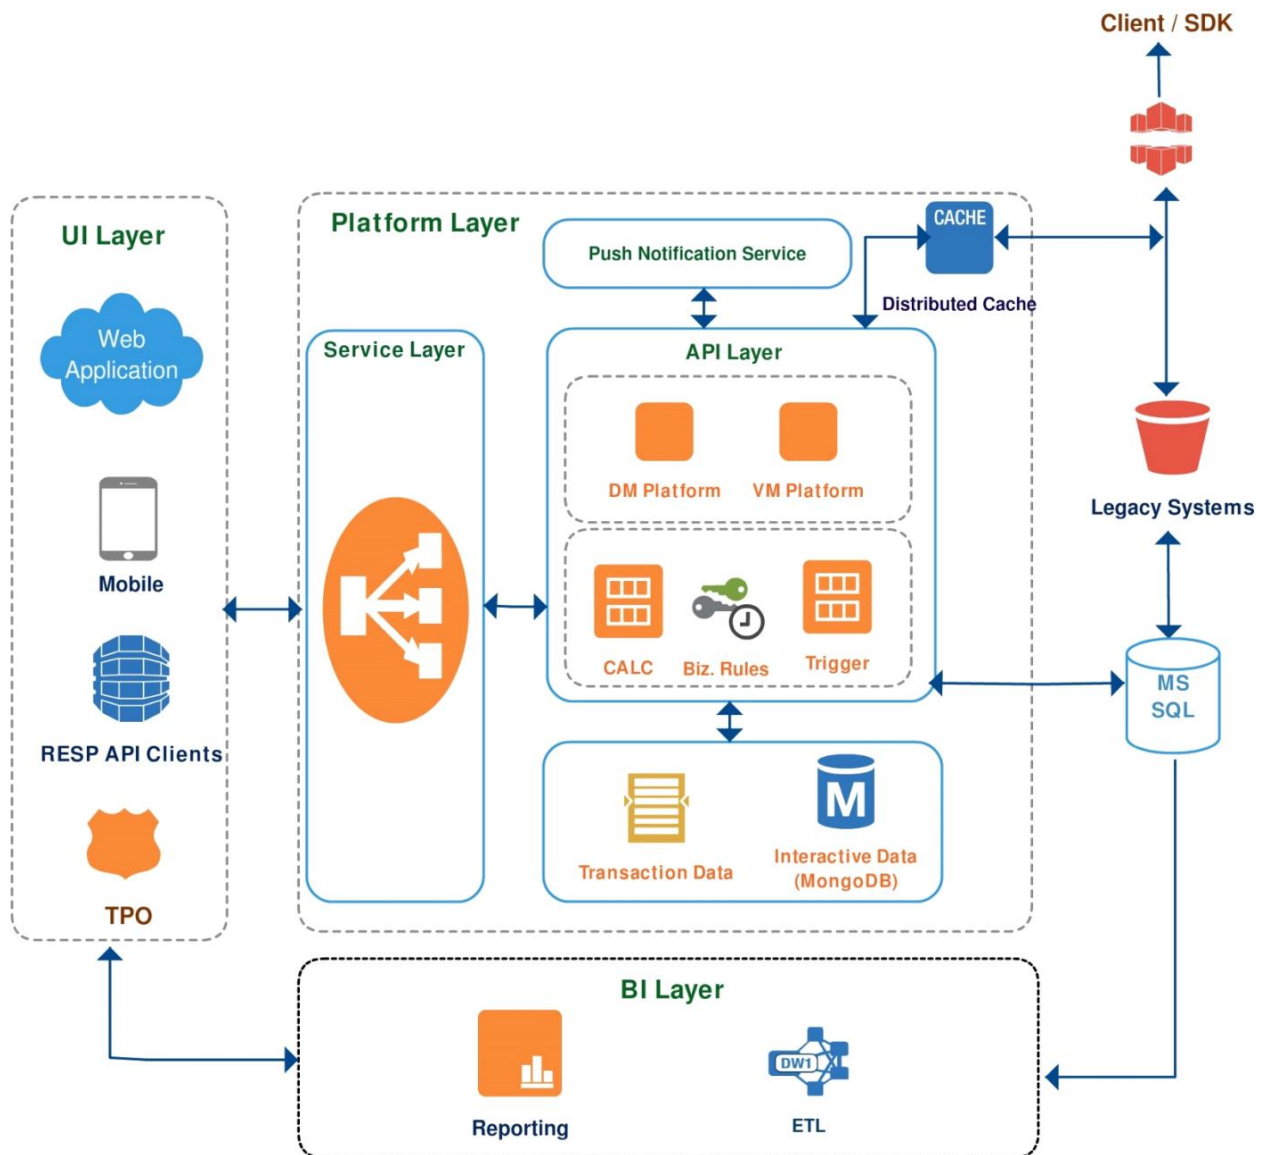 Client / SDK
UI Layer
Web
Application
Mobile
RESP API Clients
TPO
Platform Layer
Push Notification Service
CACHE
Distributed Cache
Service Layer
API Layer
DM Platform
VM Platform
CALC
Biz. Rules
Trigger
M
Transaction Data
Interactive Data
(MongoDB)
Legacy Systems
MS
SQL
BI Layer
Reporting
DW1
ETL